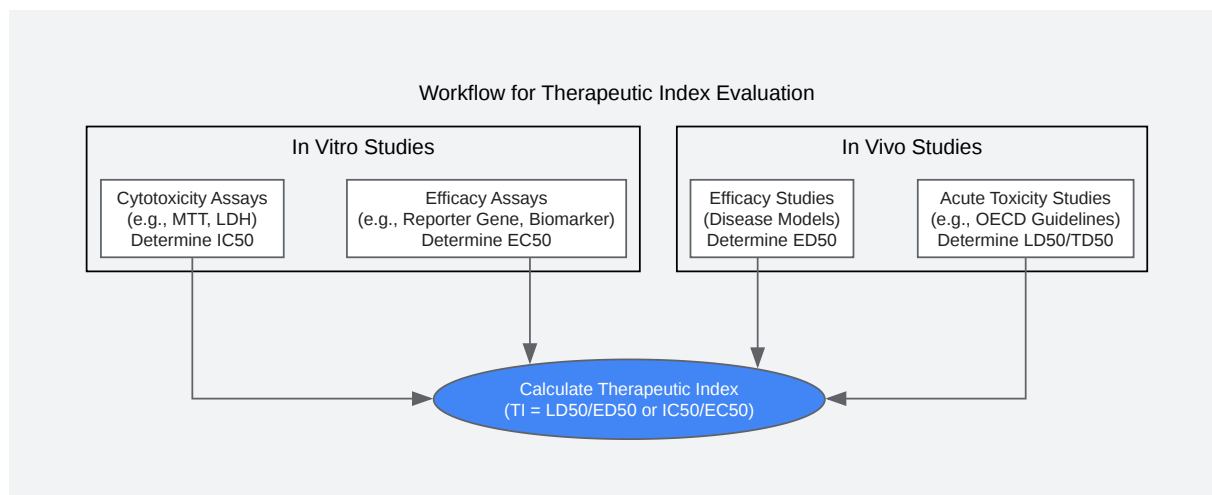 Workflow for Therapeutic Index Evaluation
In Vitro Studies
Cytotoxicity Assays
(e.g., MTT, LDH)
Determine IC50
Efficacy Assays
(e.g., Reporter Gene, Biomarker)
Determine EC50
In Vivo Studies
Efficacy Studies
(Disease Models)
Determine ED50
Acute Toxicity Studies
(e.g., OECD Guidelines)
Determine LD50/TD50
Calculate Therapeutic Index
(TI = LD50/ED50 or IC50/EC50)